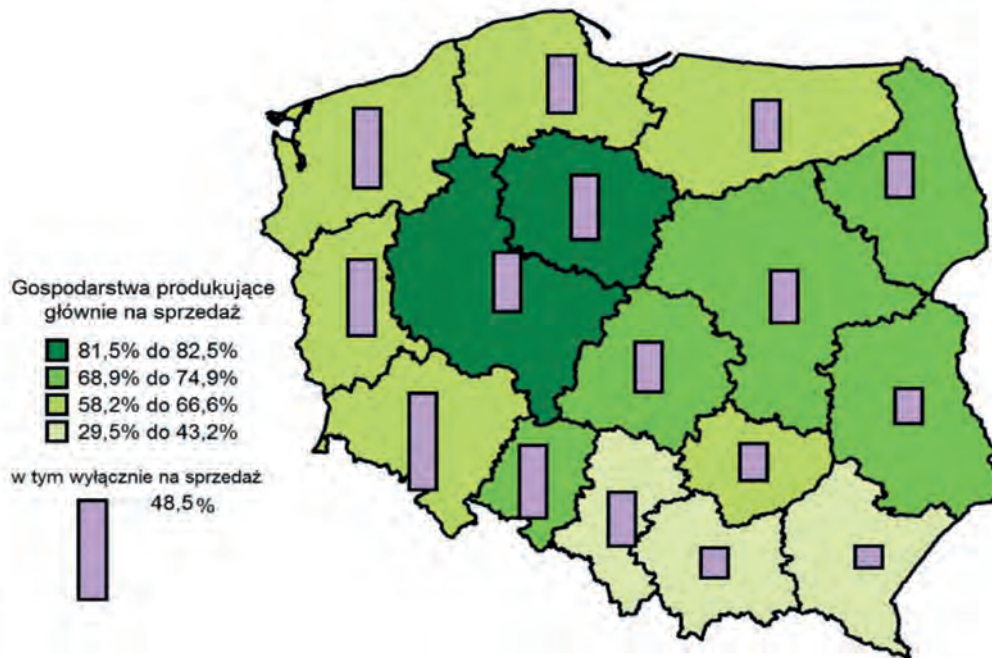 Gospodarstwa produkujące
głównie na sprzedaż
81,5% do 82,5%
68,9% do 74,9%
58,2% do 66,6%
29,5% do 43,2%
w tym wyłącznie na sprzedaż
48,5%